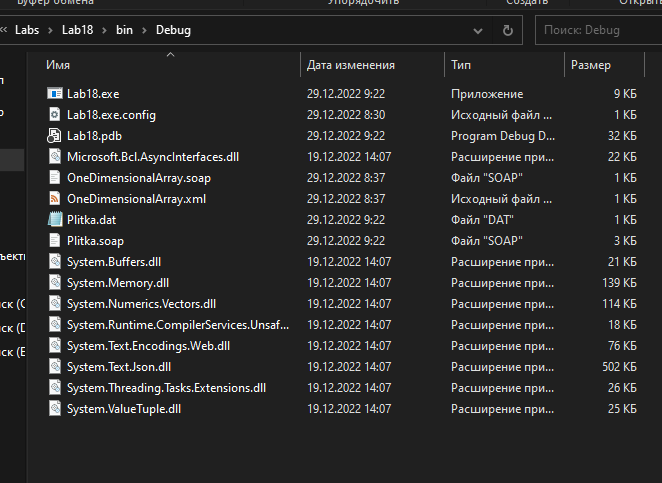 Буфер обмена Упорядочить Создать Открыть
« Labs › Lab18 › bin › Debug Поиск: Debug
Имя Дата изменения Тип Размер
Lab18.exe 29.12.2022 9:22 Приложение 9 КБ
Lab18.exe.config 29.12.2022 8:30 Исходный файл ... 1 КБ
Lab18.pdb 29.12.2022 9:22 Program Debug D... 32 КБ
Microsoft.Bcl.AsyncInterfaces.dll 19.12.2022 14:07 Расширение при... 22 КБ
OneDimensionalArray.soap 29.12.2022 8:37 Файл "SOAP" 1 КБ
OneDimensionalArray.xml 29.12.2022 8:37 Исходный файл ... 1 КБ
Plitka.dat 29.12.2022 9:22 Файл "DAT" 1 КБ
Plitka.soap 29.12.2022 9:22 Файл "SOAP" 3 КБ
System.Buffers.dll 19.12.2022 14:07 Расширение при... 21 КБ
System.Memory.dll 19.12.2022 14:07 Расширение при... 139 КБ
System.Numerics.Vectors.dll 19.12.2022 14:07 Расширение при... 114 КБ
System.Runtime.CompilerServices.Unsaf... 19.12.2022 14:07 Расширение при... 18 КБ
System.Text.Encodings.Web.dll 19.12.2022 14:07 Расширение при... 76 КБ
System.Text.Json.dll 19.12.2022 14:07 Расширение при... 502 КБ
System.Threading.Tasks.Extensions.dll 19.12.2022 14:07 Расширение при... 26 КБ
System.ValueTuple.dll 19.12.2022 14:07 Расширение при... 25 КБ